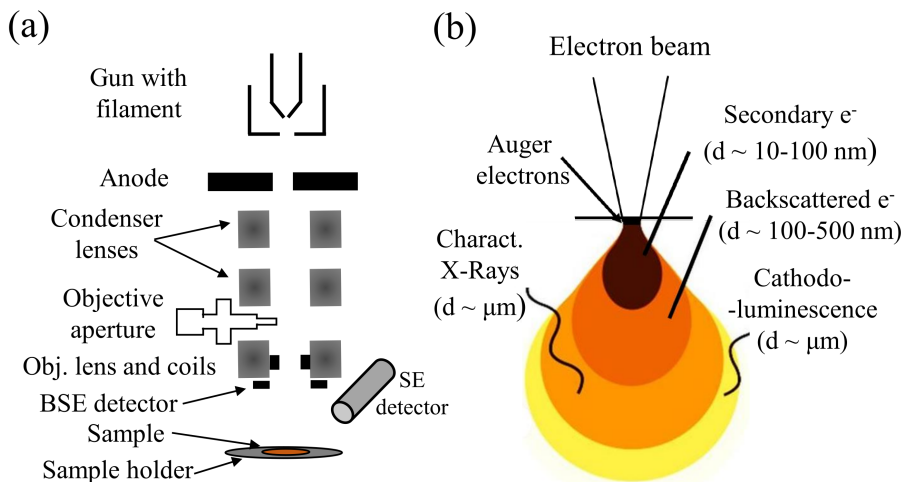 (a)
Gun with
filament
Anode
Condenser
lenses
Objective
aperture
Obj. lens and coils
BSE detector
SE
detector
Sample
Sample holder
(b)
Electron beam
Auger
electrons
Secondary e⁻
(d ~ 10-100 nm)
Backscattered e⁻
(d ~ 100-500 nm)
Charact.
X-Rays
(d ~ μm)
Cathodo-
-luminescence
(d ~ μm)